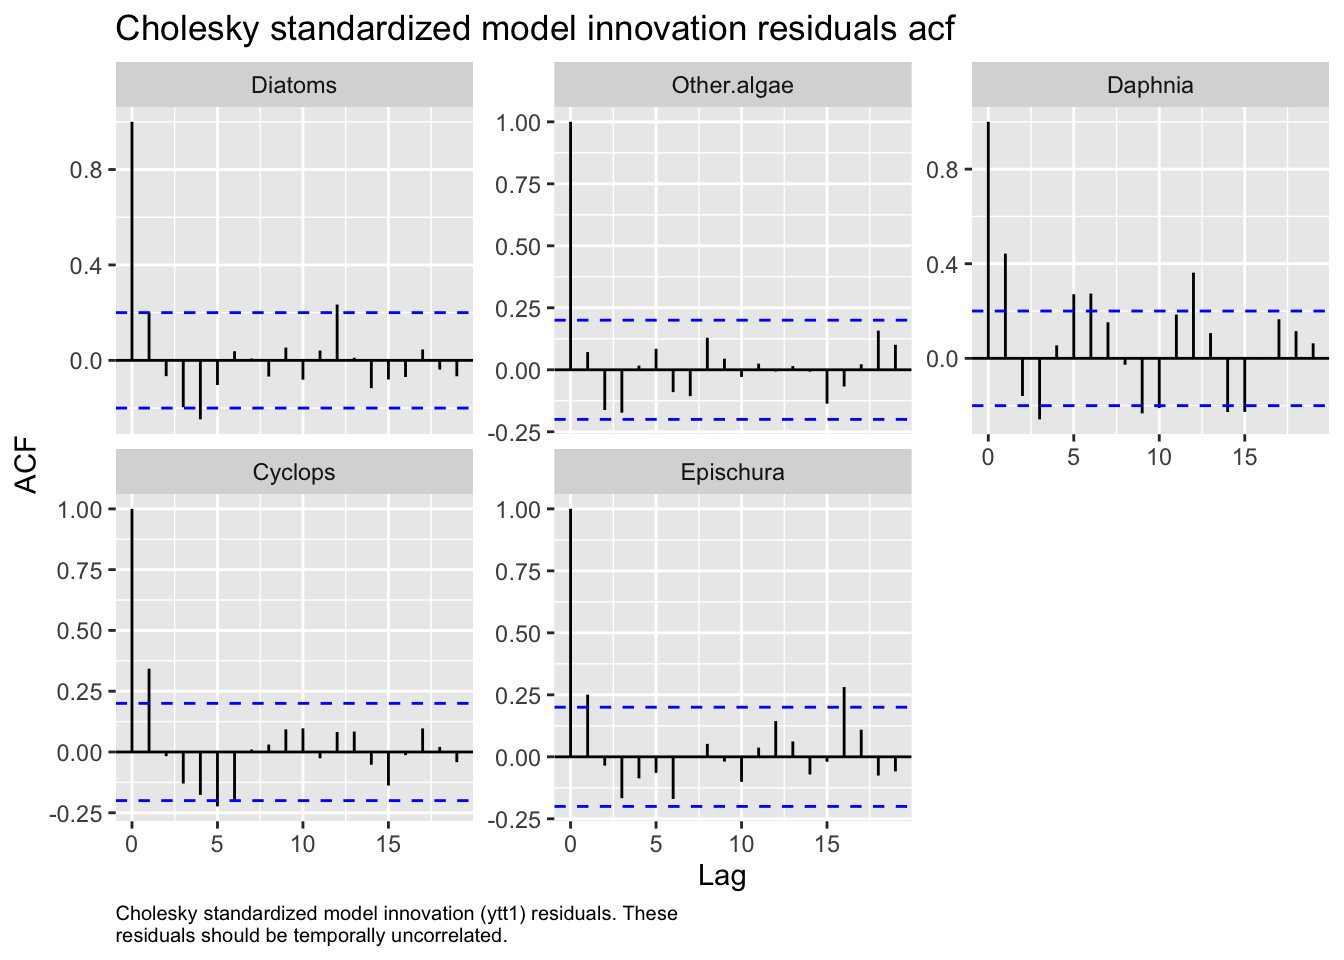 Cholesky standardized model innovation residuals acf
Diatoms
Other.algae
Daphnia
0.8
0.4
0.0
1.00
0.75
0.50
0.25
0.00
-0.25
0.8
0.4
0.0
0 5 10 15
ACF
Cyclops
Epischura
1.00
0.75
0.50
0.25
0.00
-0.25
0 5 10 15
1.00
0.75
0.50
0.25
0.00
-0.25
0 5 10 15
Lag
Cholesky standardized model innovation (ytt1) residuals. These
residuals should be temporally uncorrelated.